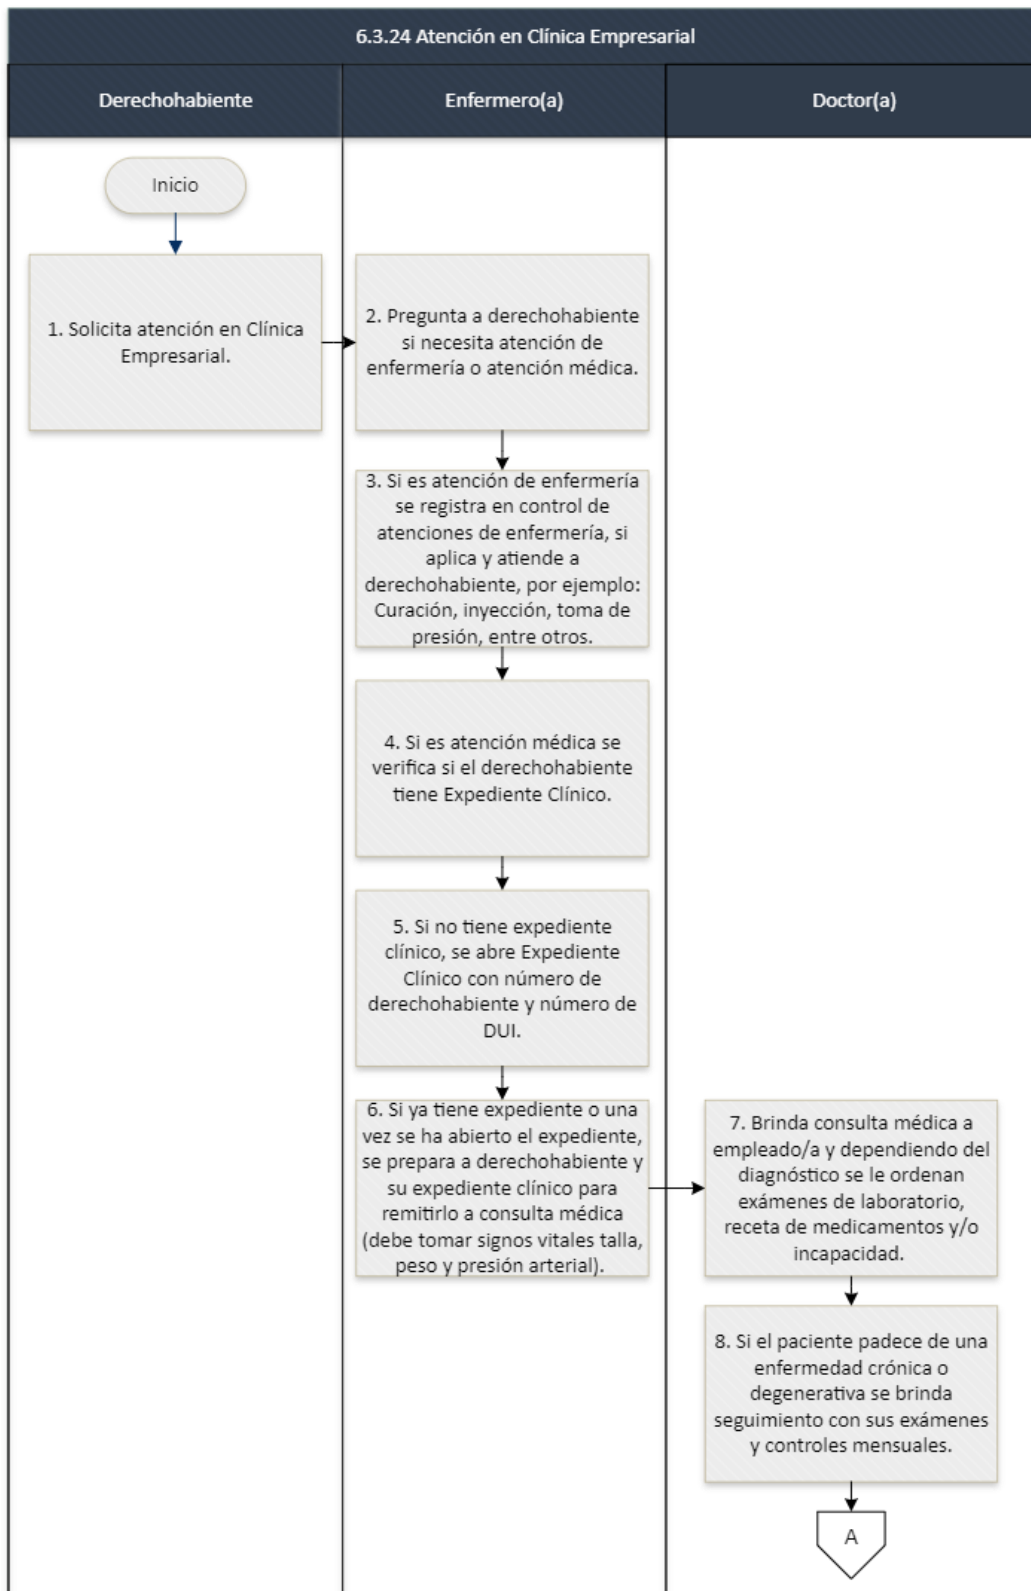 6.3.24 Atención en Clínica Empresarial
Derechohabiente
Enfermero(a)
Doctor(a)
Inicio
1. Solicita atención en Clínica
Empresarial.
2. Pregunta a derechohabiente
si necesita atención de
enfermería o atención médica.
3. Si es atención de enfermería
se registra en control de
atenciones de enfermería, si
aplica y atiende a
derechohabiente, por ejemplo:
Curación, inyección, toma de
presión, entre otros.
4. Si es atención médica se
verifica si el derechohabiente
tiene Expediente Clínico.
5. Si no tiene expediente
clínico, se abre Expediente
Clínico con número de
derechohabiente y número de
DUI.
6. Si ya tiene expediente o una
vez se ha abierto el expediente,
se prepara a derechohabiente y
su expediente clínico para
remitirlo a consulta médica
(debe tomar signos vitales talla,
peso y presión arterial).
7. Brinda consulta médica a
empleado/a y dependiendo del
diagnóstico se le ordenan
exámenes de laboratorio,
receta de medicamentos y/o
incapacidad.
8. Si el paciente padece de una
enfermedad crónica o
degenerativa se brinda
seguimiento con sus exámenes
y controles mensuales.
A